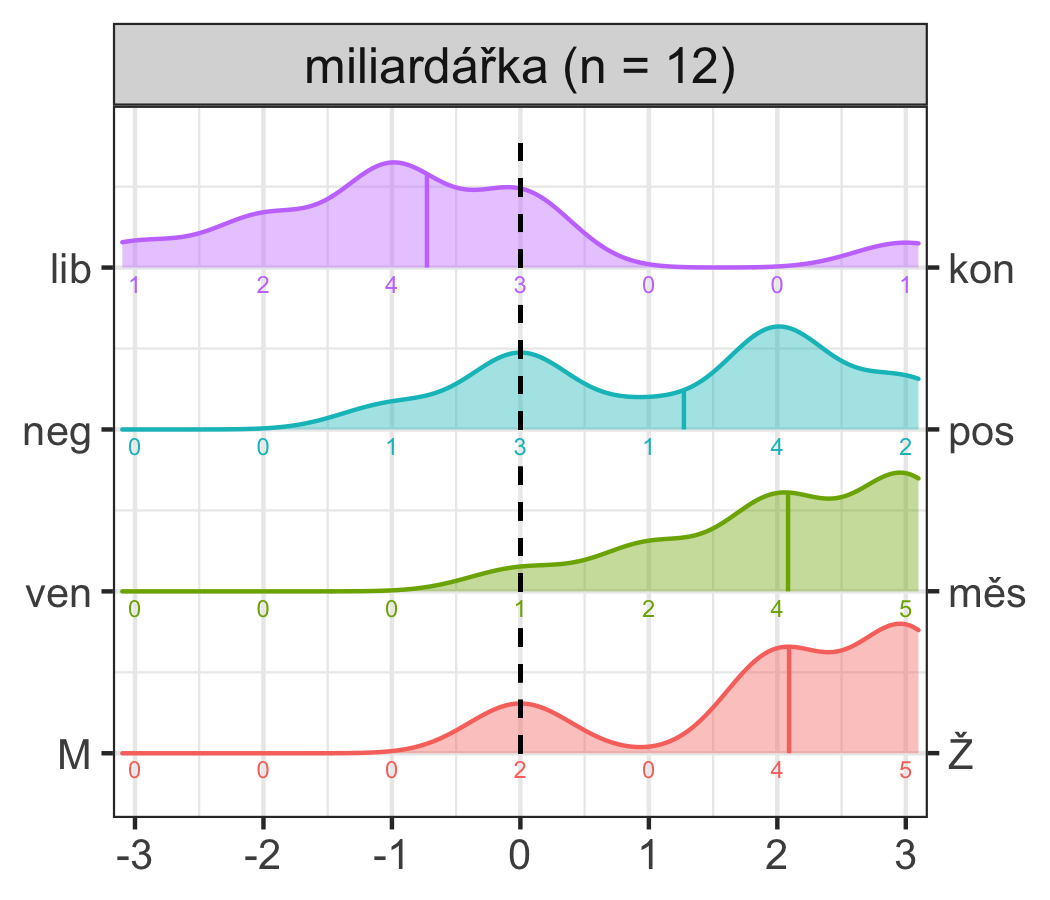 miliardářka (n = 12)
lib kon
1 2 4 3 0 0 1
neg pos
0 0 1 3 1 4 2
ven měs
0 0 0 1 2 4 5
M Ž
0 0 0 2 0 4 5
-3 -2 -1 0 1 2 3